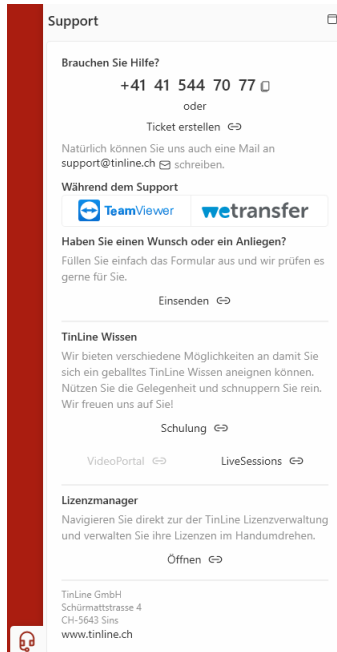 Support
Brauchen Sie Hilfe?
+41 41 544 70 77
oder
Ticket erstellen
Natürlich können Sie uns auch eine Mail an
support@tinline.ch schreiben.
Während dem Support
TeamViewer wetransfer
Haben Sie einen Wunsch oder ein Anliegen?
Füllen Sie einfach das Formular aus und wir prüfen es
gerne für Sie.
Einsenden
TinLine Wissen
Wir bieten verschiedene Möglichkeiten an damit Sie
sich ein geballtes TinLine Wissen aneignen können.
Nützen Sie die Gelegenheit und schnuppern Sie rein.
Wir freuen uns auf Sie!
Schulung
VideoPortal LiveSessions
Lizenzmanager
Navigieren Sie direkt zur der TinLine Lizenzverwaltung
und verwalten Sie ihre Lizenzen im Handumdrehen.
Öffnen
TinLine GmbH
Schürmattstrasse 4
CH-5643 Sins
www.tinline.ch